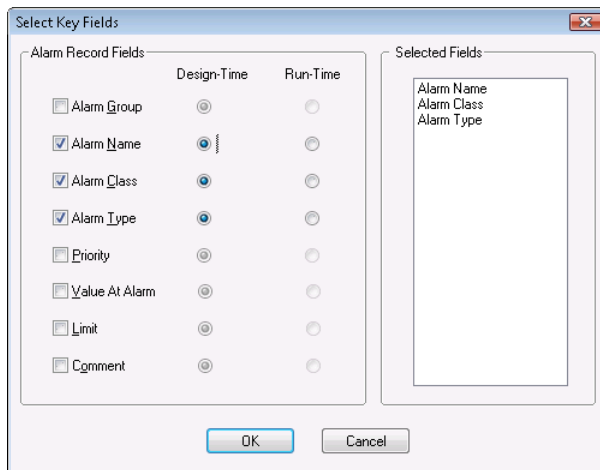 Select Key Fields
Alarm Record Fields
Design-Time Run-Time
Alarm Group
Alarm Name
Alarm Class
Alarm Type
Priority
Value At Alarm
Limit
Comment
Selected Fields
Alarm Name
Alarm Class
Alarm Type
OK Cancel